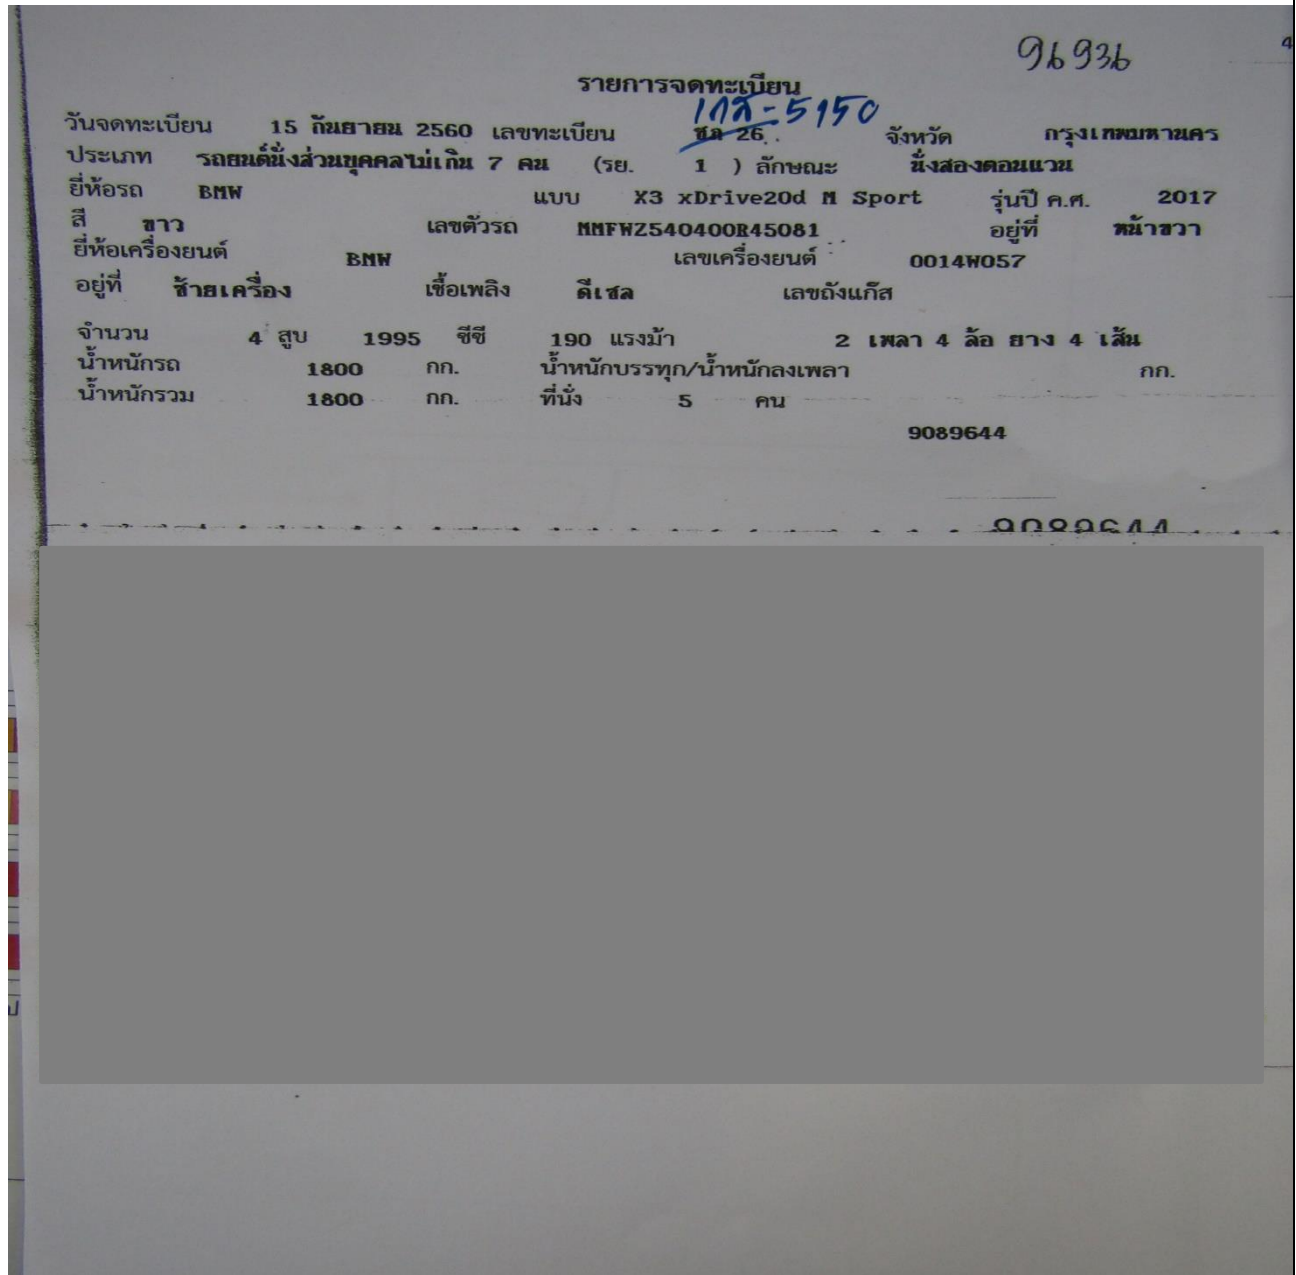 96936
4
รายการจดทะเบียน
5150
วันจดทะเบียน 15 กันยายน 2560 เลขทะเบียน 26 จังหวัด กรุงเทพมหานคร
ประเภท รถยนต์นั่งส่วนบุคคลไม่เกิน 7 คน (รย. 1 ) ลักษณะ นั่งสองตอนแวน
ยี่ห้อรถ BMW แบบ X3 xDrive20d M Sport รุ่นปี ค.ศ. 2017
สี ขาว เลขตัวรถ MMFWZ540400R45081 อยู่ที่ หน้าขวา
ยี่ห้อเครื่องยนต์ BMW เลขเครื่องยนต์ 0014W057
อยู่ที่ ซ้ายเครื่อง เชื้อเพลิง ดีเซล เลขถังแก๊ส
จำนวน 4 สูบ 1995 ซีซี 190 แรงม้า 2 เพลา 4 ล้อ ยาง 4 เส้น
น้ำหนักรถ 1800 กก. น้ำหนักบรรทุก/น้ำหนักลงเพลา กก.
น้ำหนักรวม 1800 กก. ที่นั่ง 5 คน
9089644
9089644